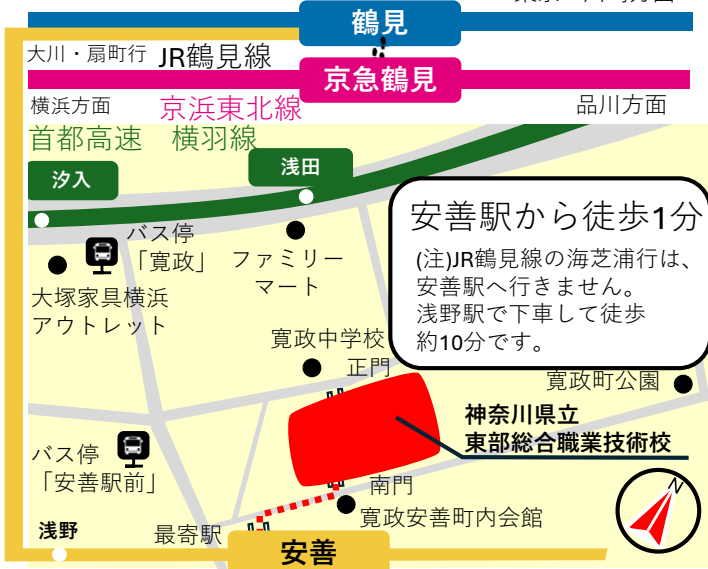 鶴見
大川・扇町行 JR鶴見線
京急鶴見
横浜方面 京浜東北線 品川方面
首都高速 横羽線
汐入
浅田
バス停
「寛政」
ファミリー
マート
大塚家具横浜
アウトレット
安善駅から徒歩1分
(注)JR鶴見線の海芝浦行は、
安善駅へ行きません。
浅野駅で下車して徒歩
約10分です。
寛政中学校
正門
寛政町公園
神奈川県立
東部総合職業技術校
バス停
「安善駅前」
南門
寛政安善町内会館
N
浅野
最寄駅
安善